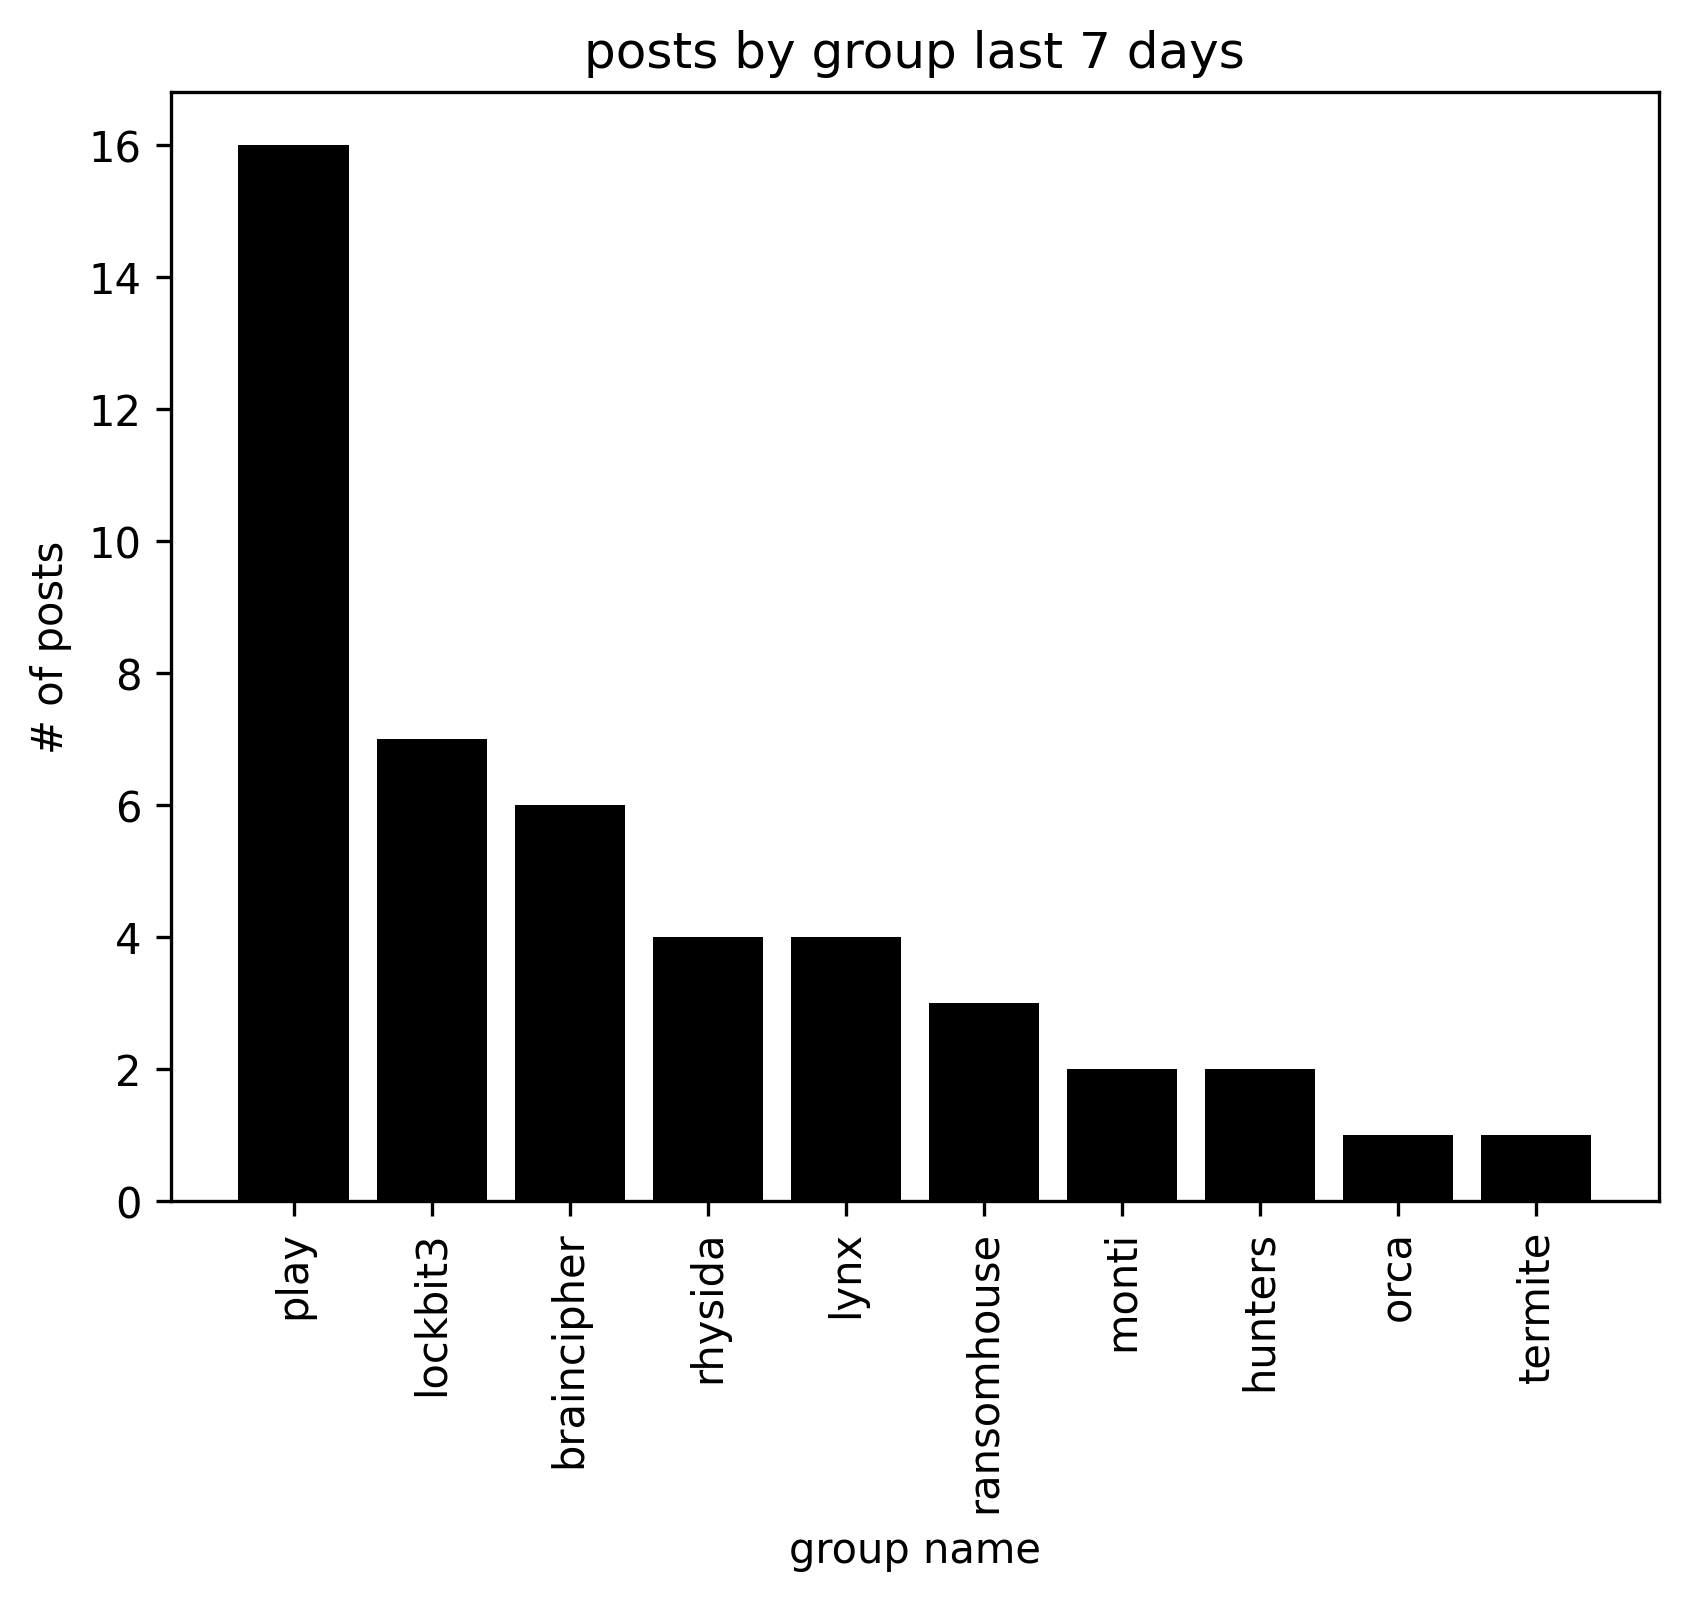 posts by group last 7 days
16
14
12
10
8
6
4
2
0
# of posts
play
lockbit3
braincipher
rhysida
lynx
ransomhouse
monti
hunters
orca
termite
group name